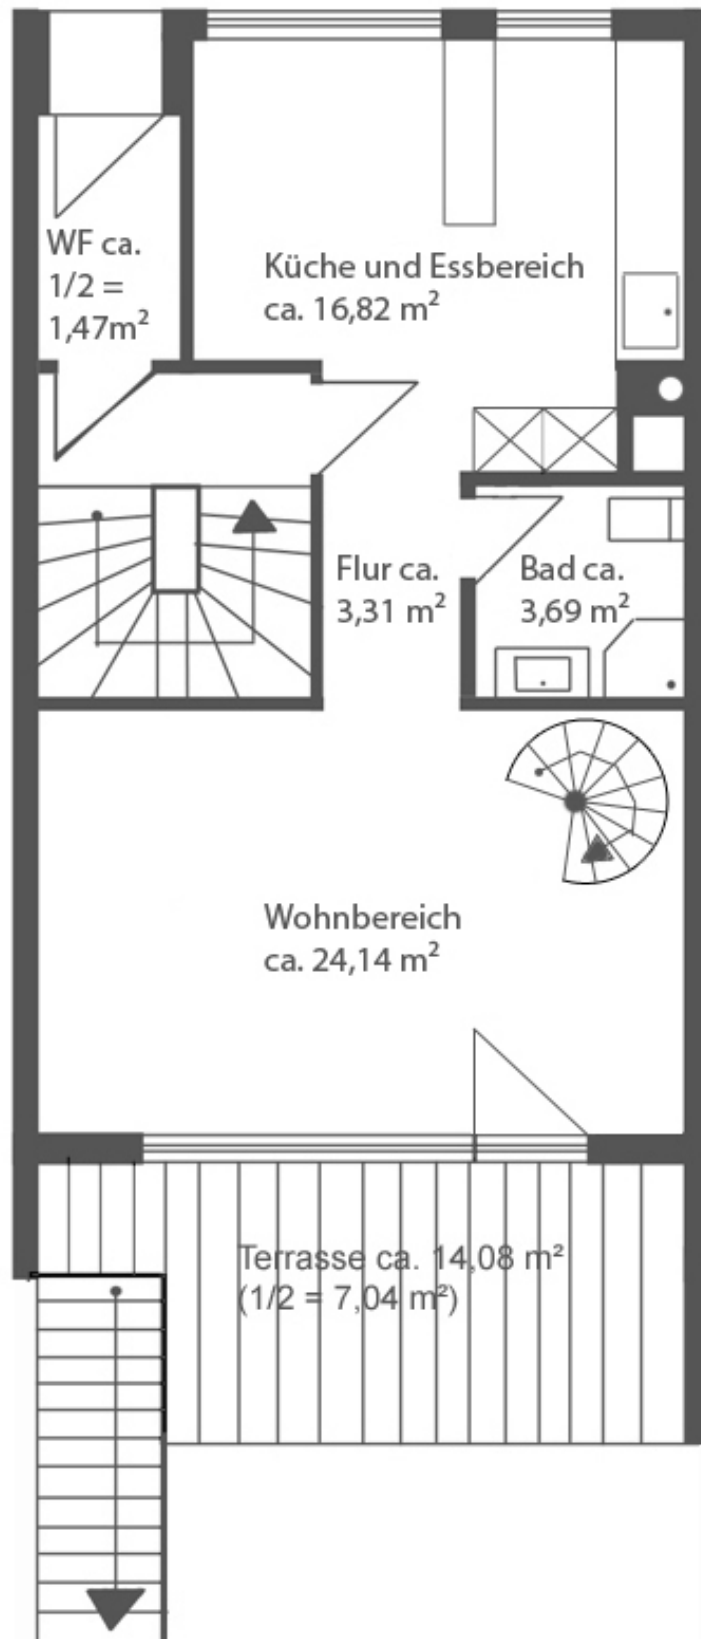 WF ca.
1/2 =
1,47m²
Küche und Essbereich
ca. 16,82 m²
Flur ca.
3,31 m²
Bad ca.
3,69 m²
Wohnbereich
ca. 24,14 m²
Terrasse ca. 14,08 m²
(1/2 = 7,04 m²)